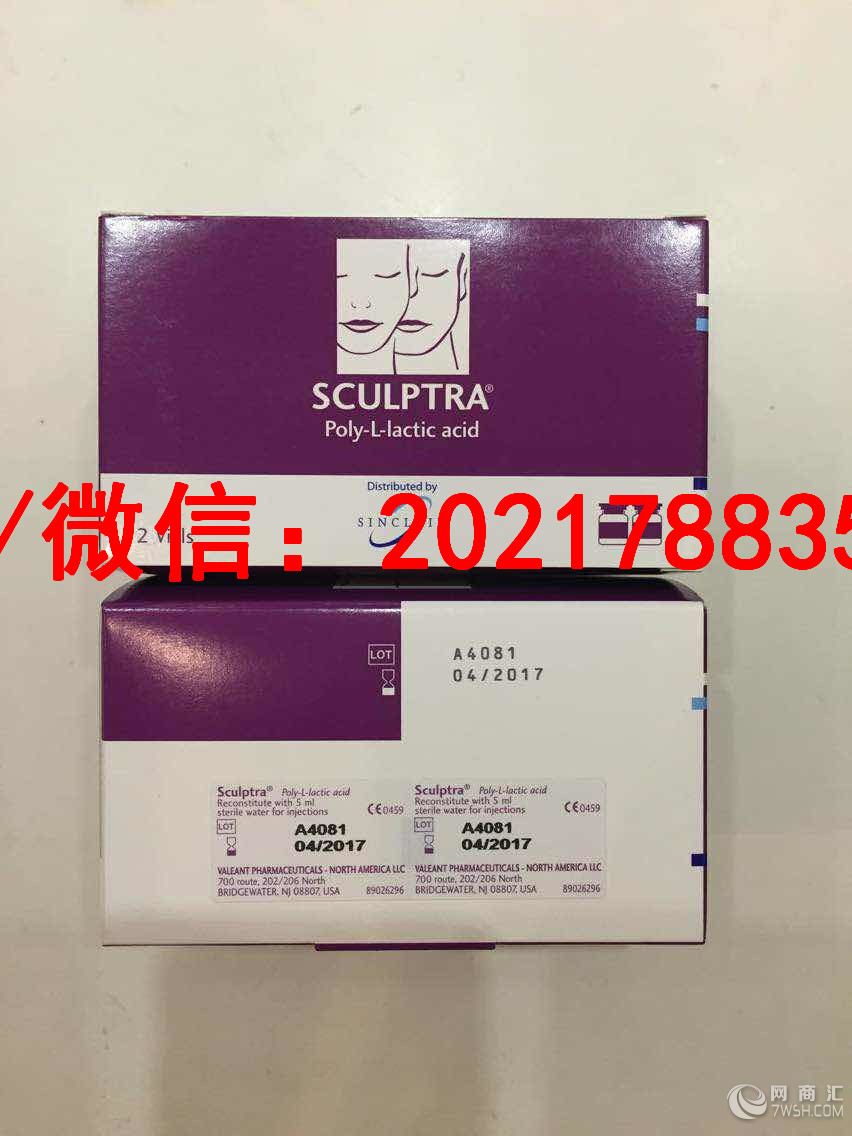 SCULPTRA®
Poly-L-lactic acid
Distributed by
/微信：202178835
2
LOT
A4081
04/2017
Sculptra® Poly-L-lactic acid
Reconstitute with 5 ml
sterile water for injections
CE0459
LOT
A4081
04/2017
VALEANT PHARMACEUTICALS - NORTH AMERICA LLC
700 route, 202/206 North
BRIDGEWATER, NJ 08807, USA
89026296
Sculptra® Poly-L-lactic acid
Reconstitute with 5 ml
sterile water for injections
CE0459
LOT
A4081
04/2017
VALEANT PHARMACEUTICALS - NORTH AMERICA LLC
700 route, 202/206 North
BRIDGEWATER, NJ 08807, USA
89026296
网商汇
7WSH.COM